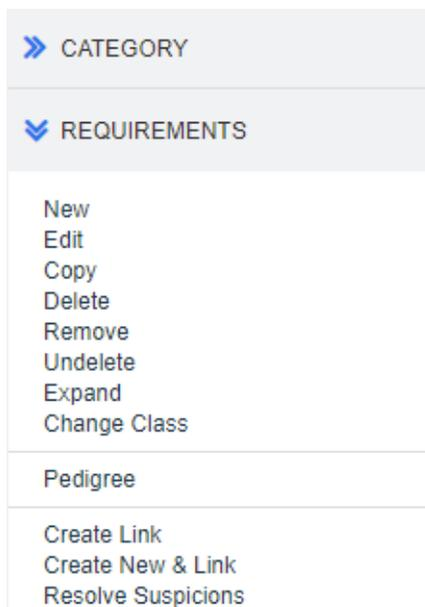 CATEGORY
REQUIREMENTS
New
Edit
Copy
Delete
Remove
Undelete
Expand
Change Class
Pedigree
Create Link
Create New & Link
Resolve Suspicions